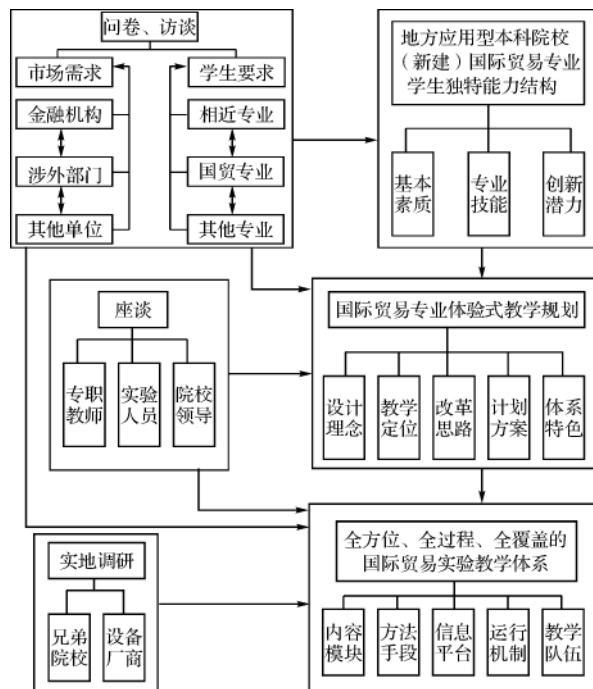 问卷、访谈
市场需求
学生要求
金融机构
相近专业
涉外部门
国贸专业
其他单位
其他专业
地方应用型本科院校
（新建）国际贸易专业
学生独特能力结构
基本
素质
专业
技能
创新
潜力
座谈
专职
教师
实验
人员
院校
领导
国际贸易专业体验式教学规划
设计
理念
教学
定位
改革
思路
计划
方案
体系
特色
实地调研
兄弟
院校
设备
厂商
全方位、全过程、全覆盖的
国际贸易实验教学体系
内容
模块
方法
手段
信息
平台
运行
机制
教学
队伍